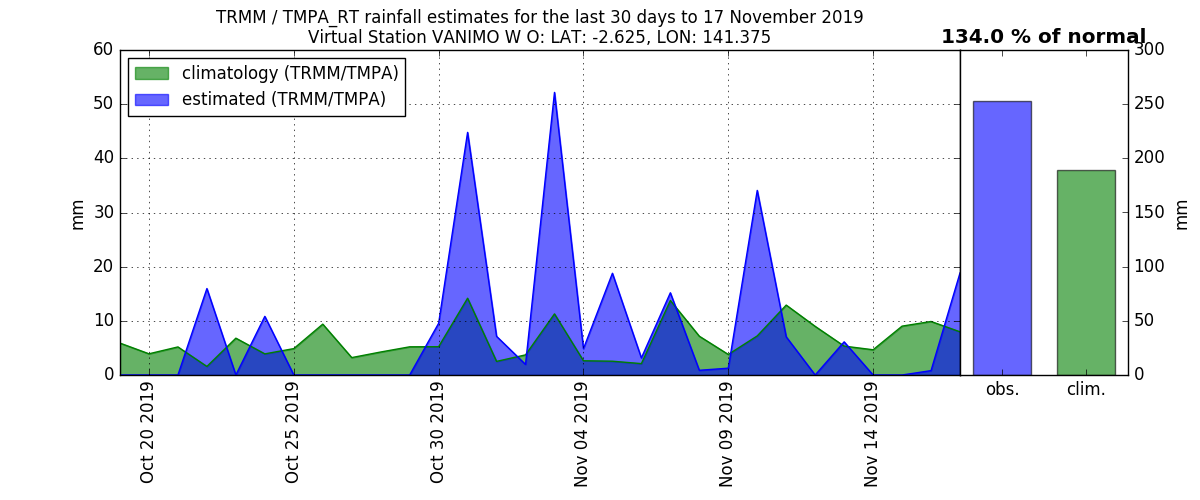 TRMM / TMPA_RT rainfall estimates for the last 30 days to 17 November 2019
Virtual Station VANIMO W O: LAT: -2.625, LON: 141.375
134.0 % of normal
climatology (TRMM/TMPA)
estimated (TRMM/TMPA)
60
50
40
30
20
10
0
mm
Oct 20 2019
Oct 25 2019
Oct 30 2019
Nov 04 2019
Nov 09 2019
Nov 14 2019
300
250
200
150
100
50
0
mm
obs.
clim.